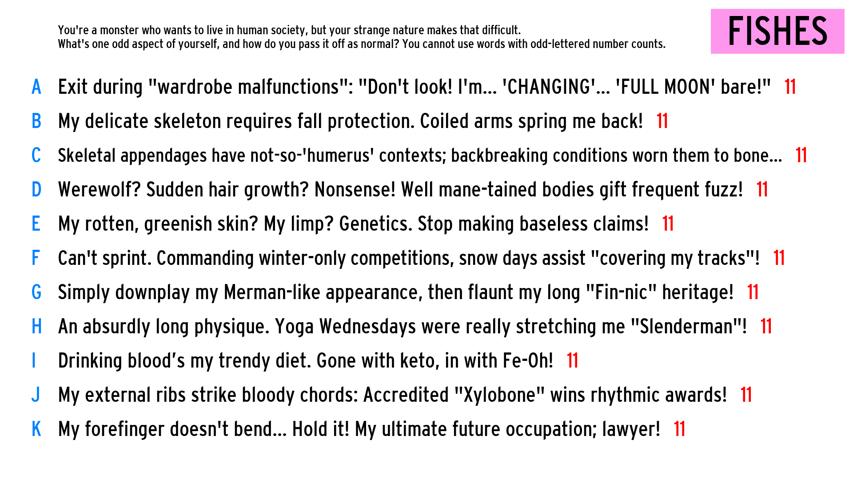 You're a monster who wants to live in human society, but your strange nature makes that difficult.
What's one odd aspect of yourself, and how do you pass it off as normal? You cannot use words with odd-lettered number counts.
FISHES
A Exit during "wardrobe malfunctions": "Don't look! I'm... 'CHANGING'... 'FULL MOON' bare!" 11
B My delicate skeleton requires fall protection. Coiled arms spring me back! 11
C Skeletal appendages have not-so-'humerus' contexts; backbreaking conditions worn them to bone... 11
D Werewolf? Sudden hair growth? Nonsense! Well mane-tained bodies gift frequent fuzz! 11
E My rotten, greenish skin? My limp? Genetics. Stop making baseless claims! 11
F Can't sprint. Commanding winter-only competitions, snow days assist "covering my tracks"! 11
G Simply downplay my Merman-like appearance, then flaunt my long "Fin-nic" heritage! 11
H An absurdly long physique. Yoga Wednesdays were really stretching me "Slenderman"! 11
I Drinking blood's my trendy diet. Gone with keto, in with Fe-Oh! 11
J My external ribs strike bloody chords: Accredited "Xylobone" wins rhythmic awards! 11
K My forefinger doesn't bend... Hold it! My ultimate future occupation; lawyer! 11